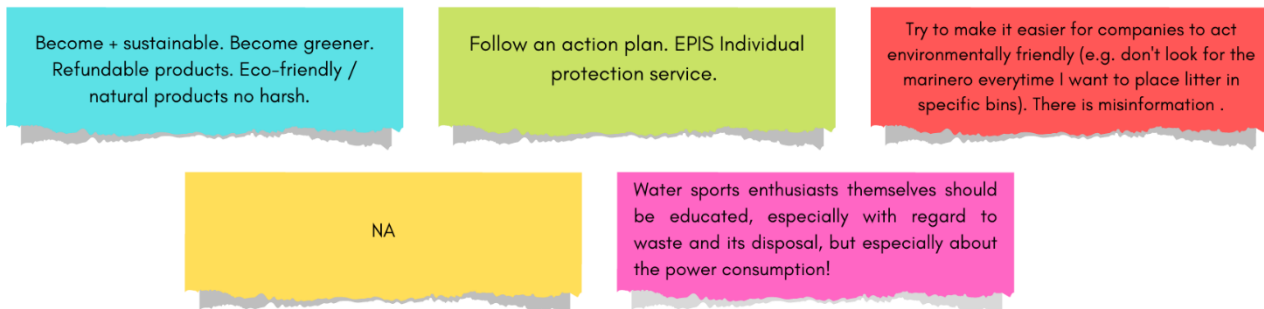 Become + sustainable. Become greener.
Refundable products. Eco-friendly /
natural products no harsh.
Follow an action plan. EPIS Individual
protection service.
Try to make it easier for companies to act
environmentally friendly (e.g. don't look for the
marinero everytime I want to place litter in
specific bins). There is misinformation .
NA
Water sports enthusiasts themselves should
be educated, especially with regard to
waste and its disposal, but especially about
the power consumption!